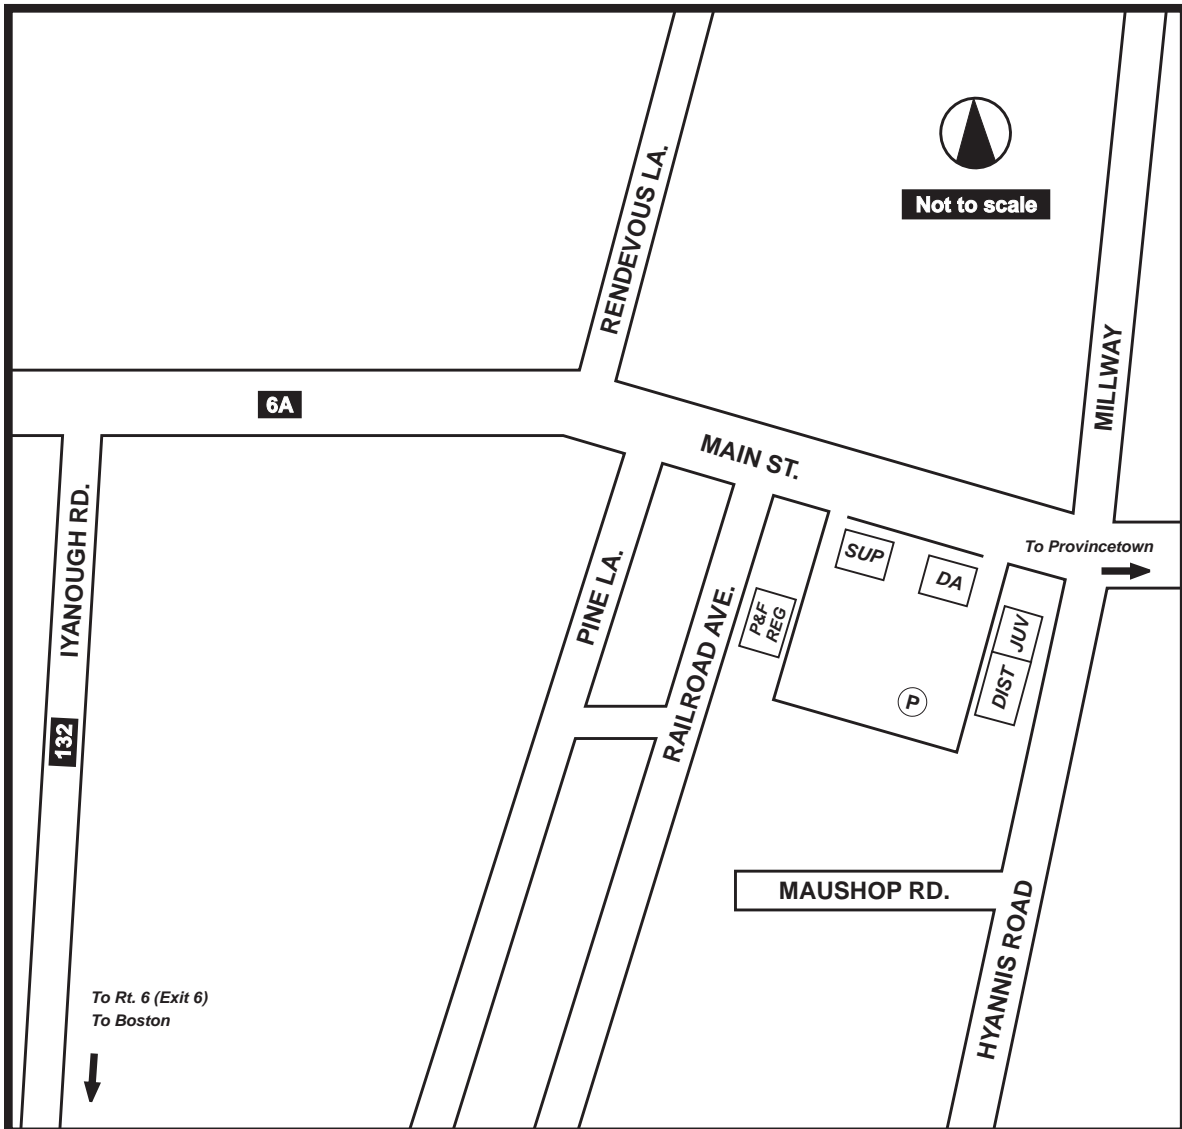 RENDEVOUS LA.
Not to scale
MILLWAY
6A
MAIN ST.
IYANOUGH RD.
132
PINE LA.
RAILROAD AVE.
P&F
REG
SUP
DA
To Provincetown
JUV
DIST
P
MAUSHOP RD.
HYANNIS ROAD
To Rt. 6 (Exit 6)
To Boston